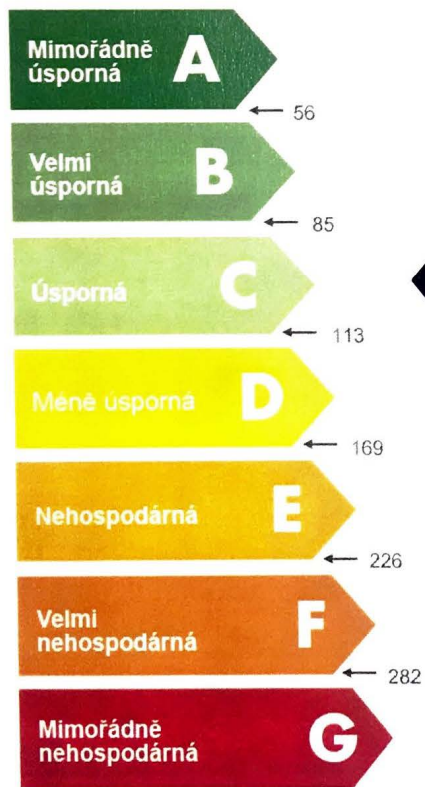 Mimořádně
úsporná
A
56
Velmi
úsporná
B
85
Úsporná
C
113
Méně úsporná
D
169
Nehospodárná
E
226
Velmi
nehospodárná
F
282
Mimořádně
nehospodárná
G